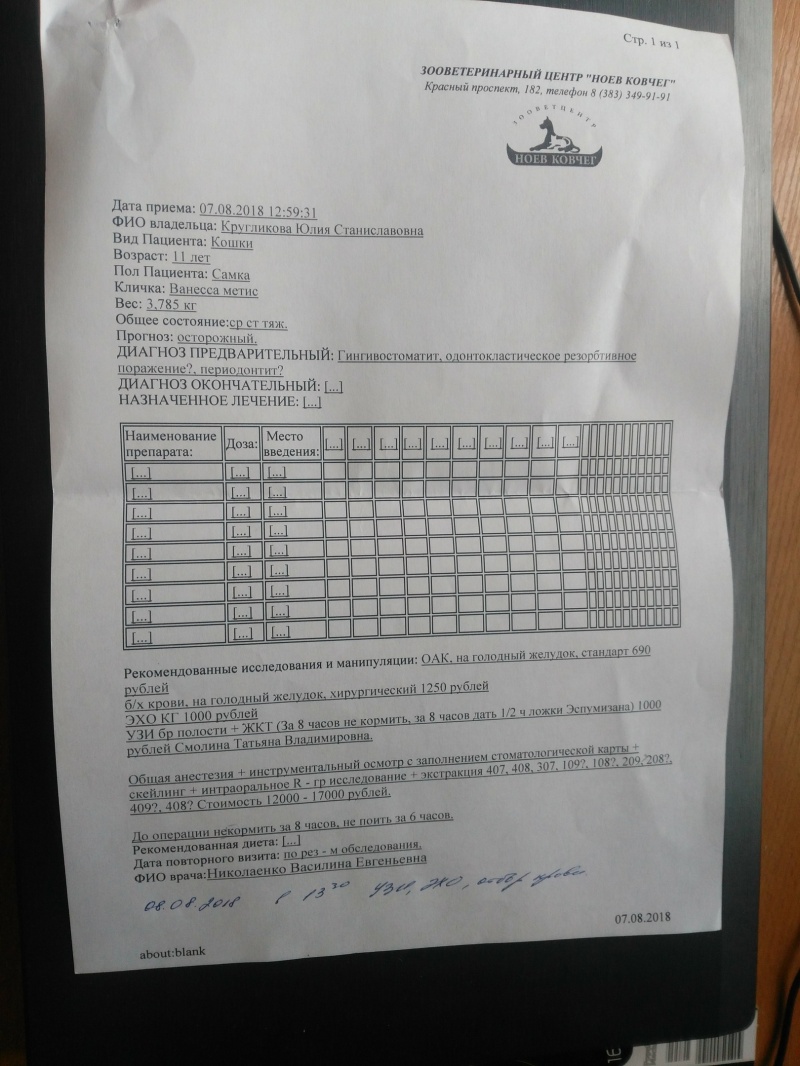 Стр. 1 из 1
ЗООВЕТЕРИНАРНЫЙ ЦЕНТР "НОЕВ КОВЧЕГ"
Красный проспект, 182, телефон 8 (383) 349-91-91
ЗООВЕТЦЕНТР
НОЕВ КОВЧЕГ
Дата приема: 07.08.2018 12:59:31
ФИО владельца: Кругликова Юлия Станиславовна
Вид Пациента: Кошки
Возраст: 11 лет
Пол Пациента: Самка
Кличка: Ванесса метис
Вес: 3,785 кг
Общее состояние:ср ст тяж.
Прогноз: осторожный.
ДИАГНОЗ ПРЕДВАРИТЕЛЬНЫЙ: Гингивостоматит, одонтокластическое резорбтивное
поражение?, периодонтит?
ДИАГНОЗ ОКОНЧАТЕЛЬНЫЙ: [...]
НАЗНАЧЕННОЕ ЛЕЧЕНИЕ: [...]
Наименование препарата: Доза: Место введения: [...] [...] [...] [...] [...] [...] [...] [...] [...] [...]
[...] [...] [...]
[...] [...] [...]
[...] [...] [...]
[...] [...] [...]
[...] [...] [...]
[...] [...] [...]
[...] [...] [...]
[...] [...] [...]
[...] [...] [...]
Рекомендованные исследования и манипуляции: ОАК, на голодный желудок, стандарт 690
рублей
б/х крови, на голодный желудок, хирургический 1250 рублей
ЭХО КГ 1000 рублей
УЗИ бр полости + ЖКТ (За 8 часов не кормить, за 8 часов дать 1/2 ч ложки Эспумизана) 1000
рублей Смолина Татьяна Владимировна.
Общая анестезия + инструментальный осмотр с заполнением стоматологической карты +
скейлинг + интраоральное R - гр исследование + экстракция 407, 408, 307, 109?, 108?, 209, 208?,
409?, 408? Стоимость 12000 - 17000 рублей.
До операции некормить за 8 часов, не поить за 6 часов.
Рекомендованная диета: [...]
Дата повторного визита: по рез - м обследования.
ФИО врача:Николаенко Василина Евгеньевна
08.08.2018 в 13 30 УЗИ, ЭХО, отбор крови
07.08.2018
about:blank